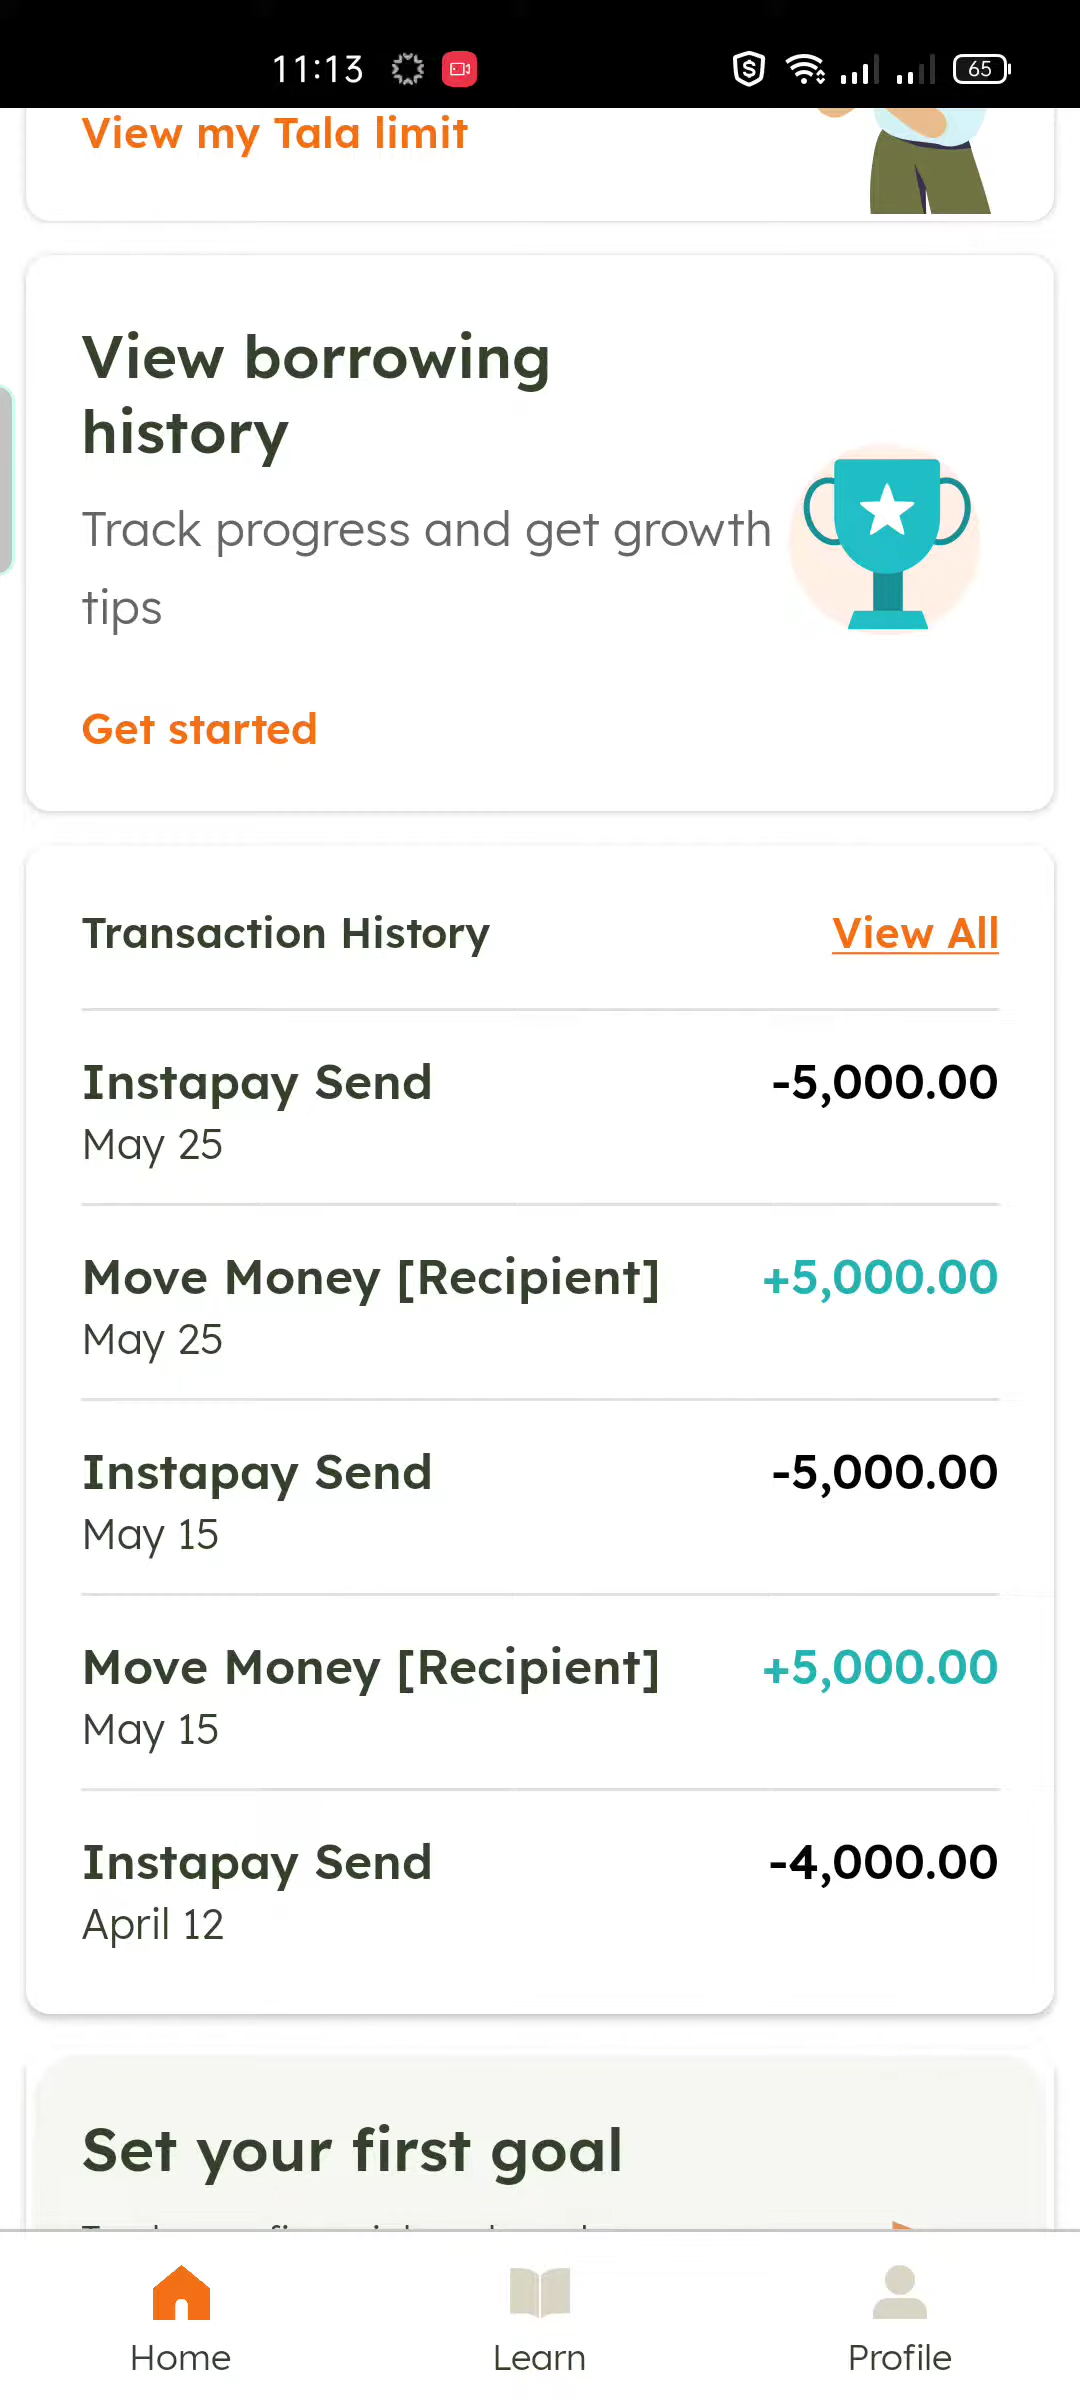 11:13
65
View my Tala limit
View borrowing
history
Track progress and get growth
tips
Get started
Transaction History
View All
Instapay Send
-5,000.00
May 25
Move Money [Recipient]
+5,000.00
May 25
Instapay Send
-5,000.00
May 15
Move Money [Recipient]
+5,000.00
May 15
Instapay Send
-4,000.00
April 12
Set your first goal
Home
Learn
Profile